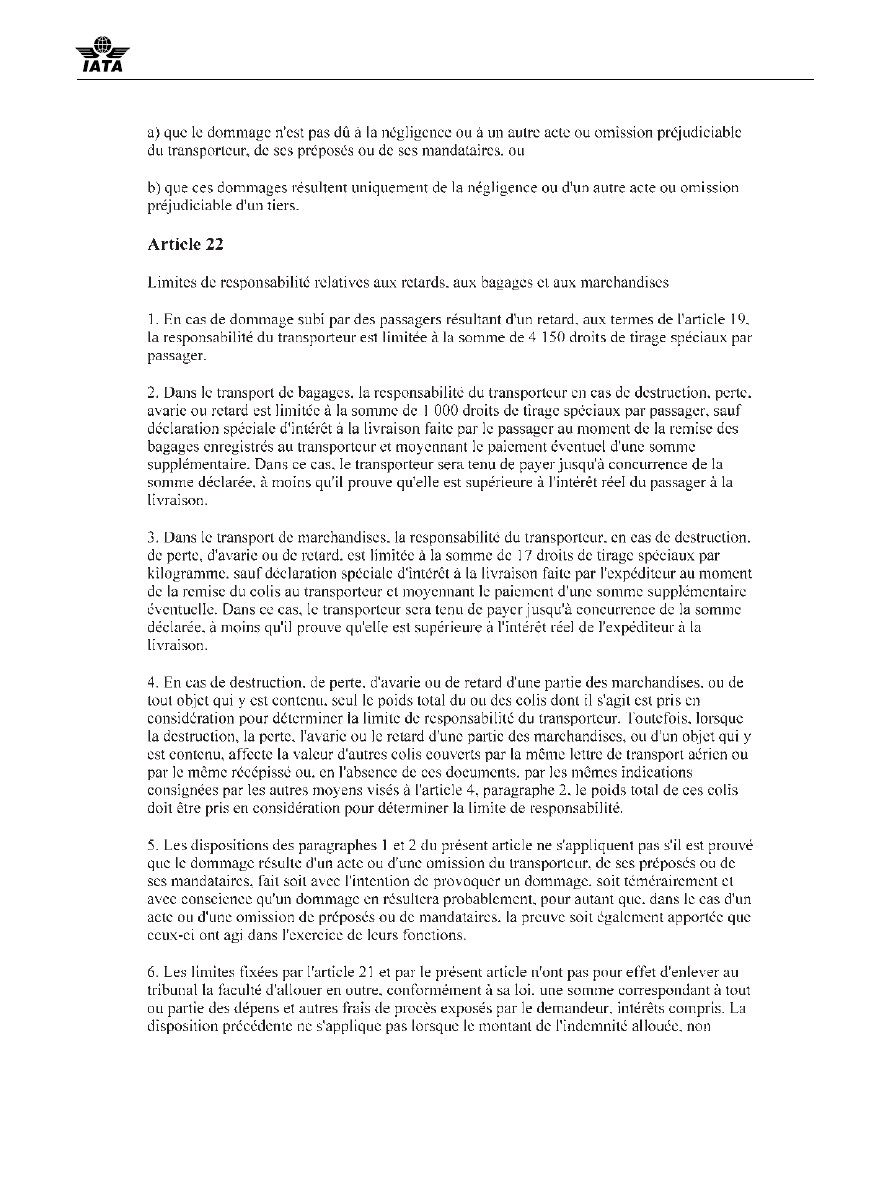 IATA
a) que le dommage n'est pas dû à la négligence ou à un autre acte ou omission préjudiciable
du transporteur, de ses préposés ou de ses mandataires, ou
b) que ces dommages résultent uniquement de la négligence ou d'un autre acte ou omission
préjudiciable d'un tiers.
Article 22
Limites de responsabilité relatives aux retards, aux bagages et aux marchandises
1. En cas de dommage subi par des passagers résultant d'un retard, aux termes de l'article 19,
la responsabilité du transporteur est limitée à la somme de 4 150 droits de tirage spéciaux par
passager.
2. Dans le transport de bagages, la responsabilité du transporteur en cas de destruction, perte,
avarie ou retard est limitée à la somme de 1 000 droits de tirage spéciaux par passager, sauf
déclaration spéciale d'intérêt à la livraison faite par le passager au moment de la remise des
bagages enregistrés au transporteur et moyennant le paiement éventuel d'une somme
supplémentaire. Dans ce cas, le transporteur sera tenu de payer jusqu'à concurrence de la
somme déclarée, à moins qu'il prouve qu'elle est supérieure à l'intérêt réel du passager à la
livraison.
3. Dans le transport de marchandises, la responsabilité du transporteur, en cas de destruction,
de perte, d'avarie ou de retard, est limitée à la somme de 17 droits de tirage spéciaux par
kilogramme, sauf déclaration spéciale d'intérêt à la livraison faite par l'expéditeur au moment
de la remise du colis au transporteur et moyennant le paiement d'une somme supplémentaire
éventuelle. Dans ce cas, le transporteur sera tenu de payer jusqu'à concurrence de la somme
déclarée, à moins qu'il prouve qu'elle est supérieure à l'intérêt réel de l'expéditeur à la
livraison.
4. En cas de destruction, de perte, d'avarie ou de retard d'une partie des marchandises, ou de
tout objet qui y est contenu, seul le poids total du ou des colis dont il s'agit est pris en
considération pour déterminer la limite de responsabilité du transporteur. Toutefois, lorsque
la destruction, la perte, l'avarie ou le retard d'une partie des marchandises, ou d'un objet qui y
est contenu, affecte la valeur d'autres colis couverts par la même lettre de transport aérien ou
par le même récépissé ou, en l'absence de ces documents, par les mêmes indications
consignées par les autres moyens visés à l'article 4, paragraphe 2, le poids total de ces colis
doit être pris en considération pour déterminer la limite de responsabilité.
5. Les dispositions des paragraphes 1 et 2 du présent article ne s'appliquent pas s'il est prouvé
que le dommage résulte d'un acte ou d'une omission du transporteur, de ses préposés ou de
ses mandataires, fait soit avec l'intention de provoquer un dommage, soit témérairement et
avec conscience qu'un dommage en résultera probablement, pour autant que, dans le cas d'un
acte ou d'une omission de préposés ou de mandataires, la preuve soit également apportée que
ceux-ci ont agi dans l'exercice de leurs fonctions.
6. Les limites fixées par l'article 21 et par le présent article n'ont pas pour effet d'enlever au
tribunal la faculté d'allouer en outre, conformément à sa loi, une somme correspondant à tout
ou partie des dépens et autres frais de procès exposés par le demandeur, intérêts compris. La
disposition précédente ne s'applique pas lorsque le montant de l'indemnité allouée, non